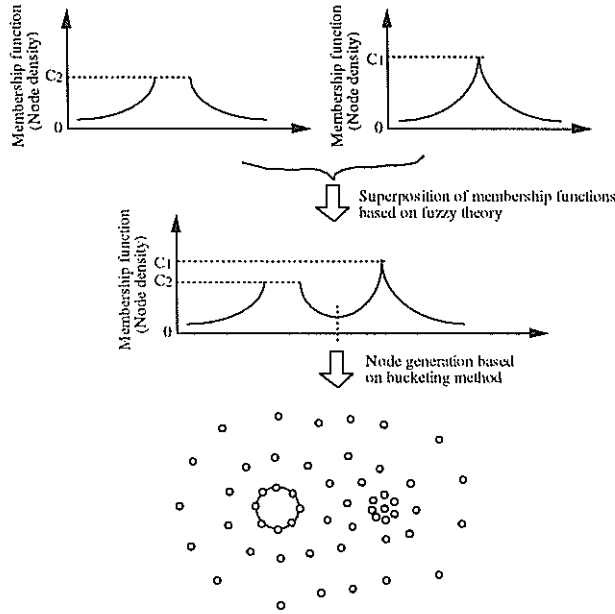 Membership function
(Node density)
C2
0
Membership function
(Node density)
C1
0
Superposition of membership functions
based on fuzzy theory
Membership function
(Node density)
C1
C2
0
Node generation based
on bucketing method